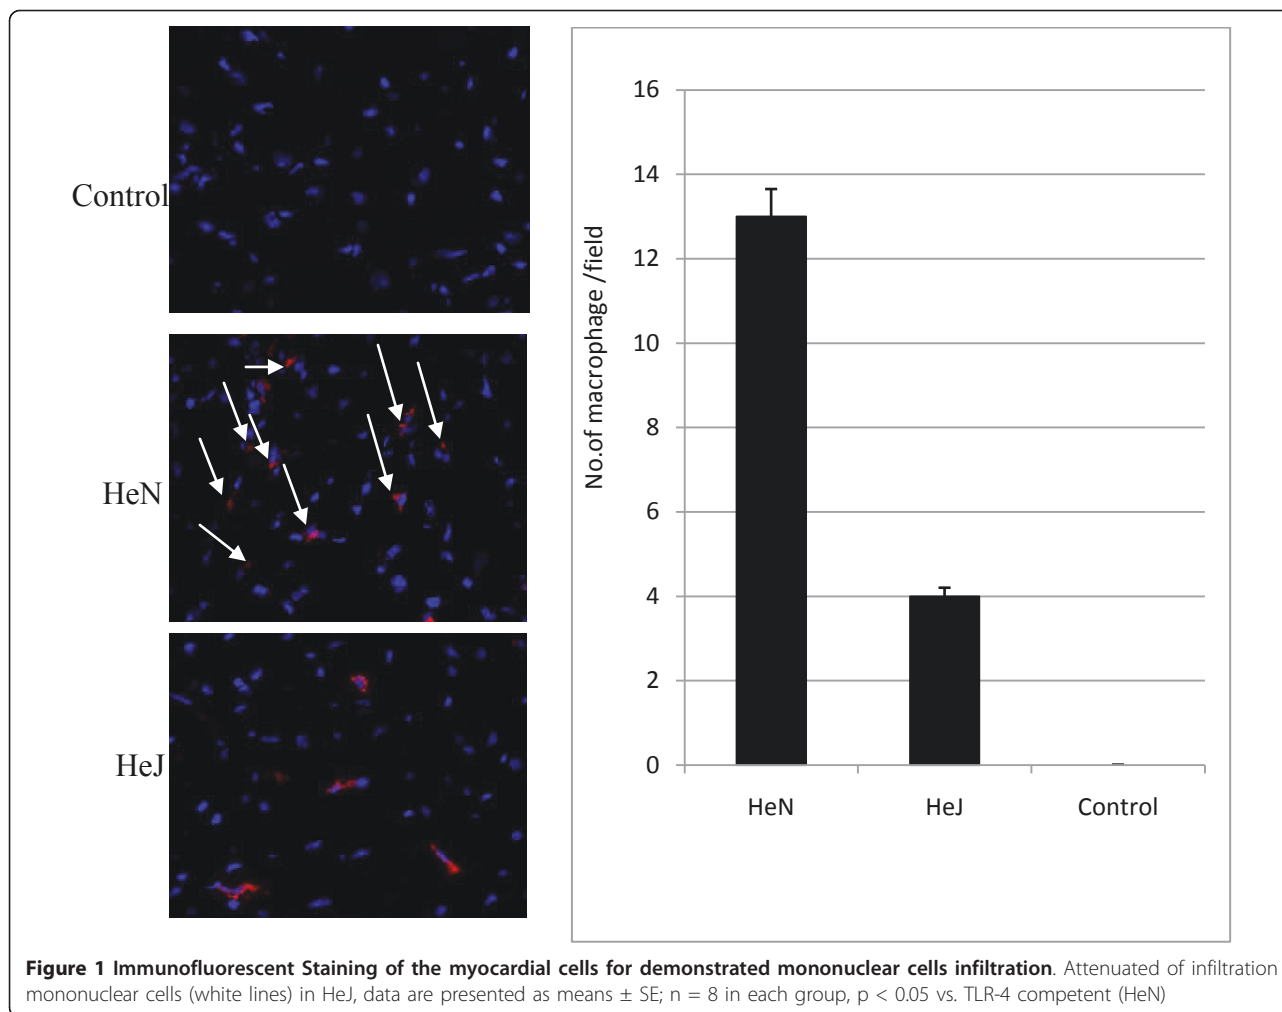 Control
HeN
HeJ
No.of macrophage /field
16
14
12
10
8
6
4
2
0
HeN HeJ Control
Figure 1 Immunofluorescent Staining of the myocardial cells for demonstrated mononuclear cells infiltration. Attenuated of infiltration
mononuclear cells (white lines) in HeJ, data are presented as means ± SE; n = 8 in each group, p < 0.05 vs. TLR-4 competent (HeN)